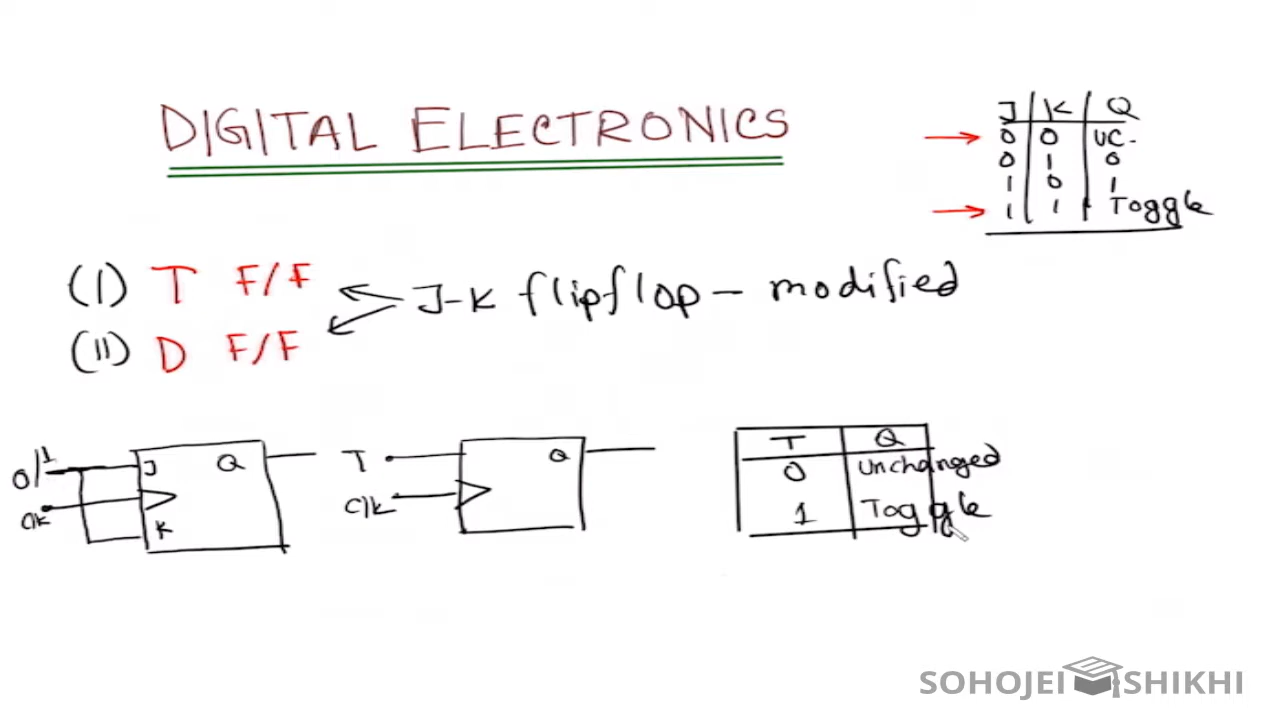 DIGITAL ELECTRONICS
J K Q
0 0 UC.
0 1 0
1 0 1
1 1 Toggle
(I) T F/F
(II) D F/F
J-K flipflop - modified
0/1
Clk
J Q
K
T
Clk
Q
T Q
0 Unchanged
1 Toggle
SOHOJEI SHIKHI